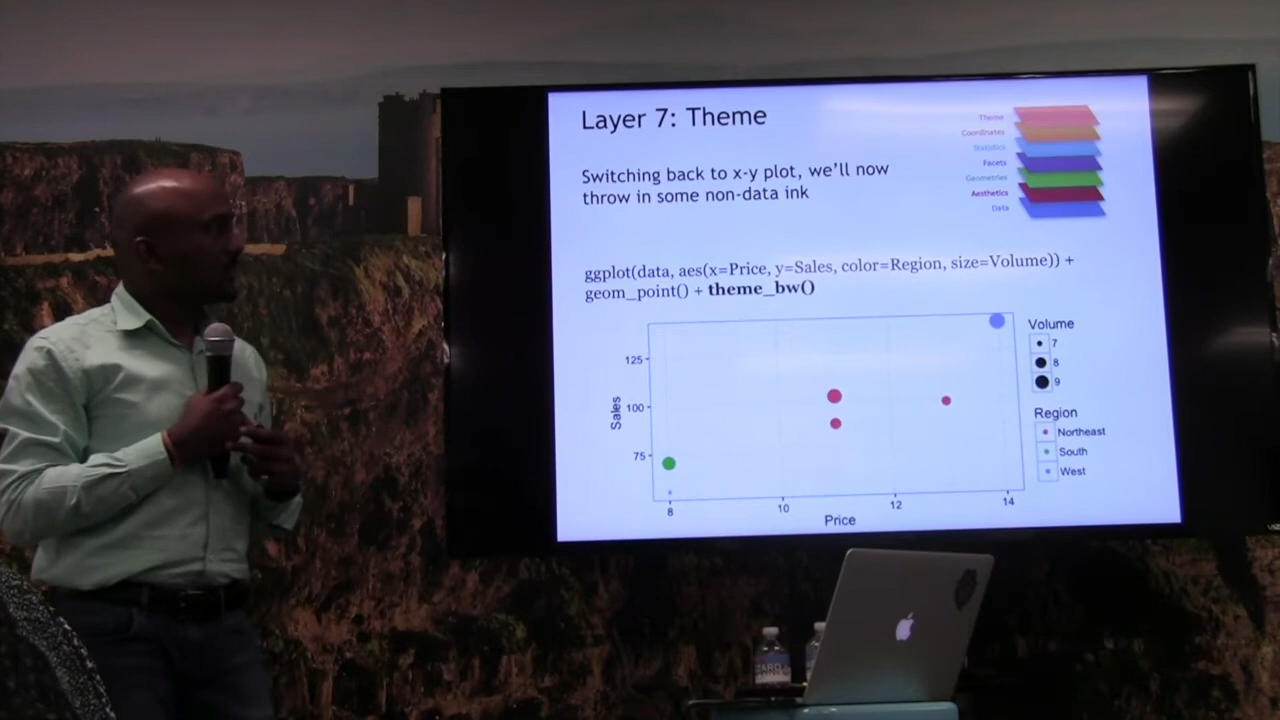 Layer 7: Theme
Theme
Coordinates
Statistics
Facets
Geometries
Aesthetics
Data
Switching back to x-y plot, we'll now
throw in some non-data ink
ggplot(data, aes(x=Price, y=Sales, color=Region, size=Volume)) +
geom_point() + theme_bw()
Volume
7
8
9
Region
Northeast
South
West
125
100
75
Sales
8
10
12
14
Price